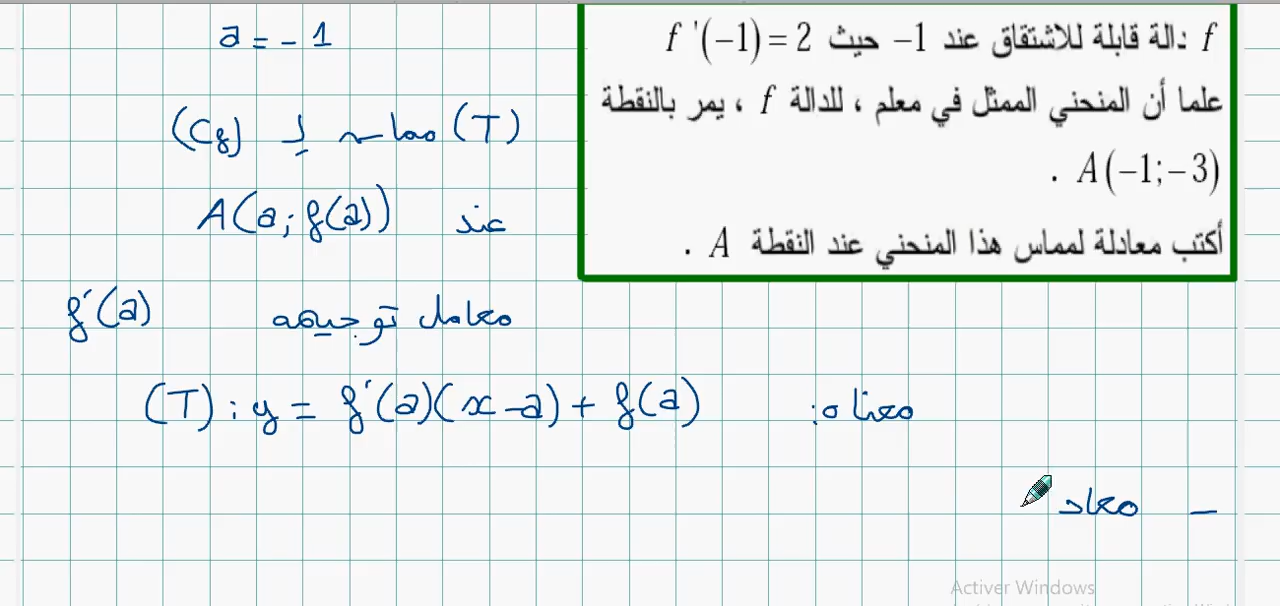 f دالة قابلة للاشتقاق عند 1− حيث f '(−1) = 2
علما أن المنحني الممثل في معلم ، للدالة f ، يمر بالنقطة
A(−1;−3) .
أكتب معادلة لمماس هذا المنحني عند النقطة A .
a = - 1
(T) مماس لـ (Cf)
عند A(a; f(a))
معامل توجيهه f'(a)
معناه: (T): y = f'(a)(x-a) + f(a)
- معاد
Activer Windows